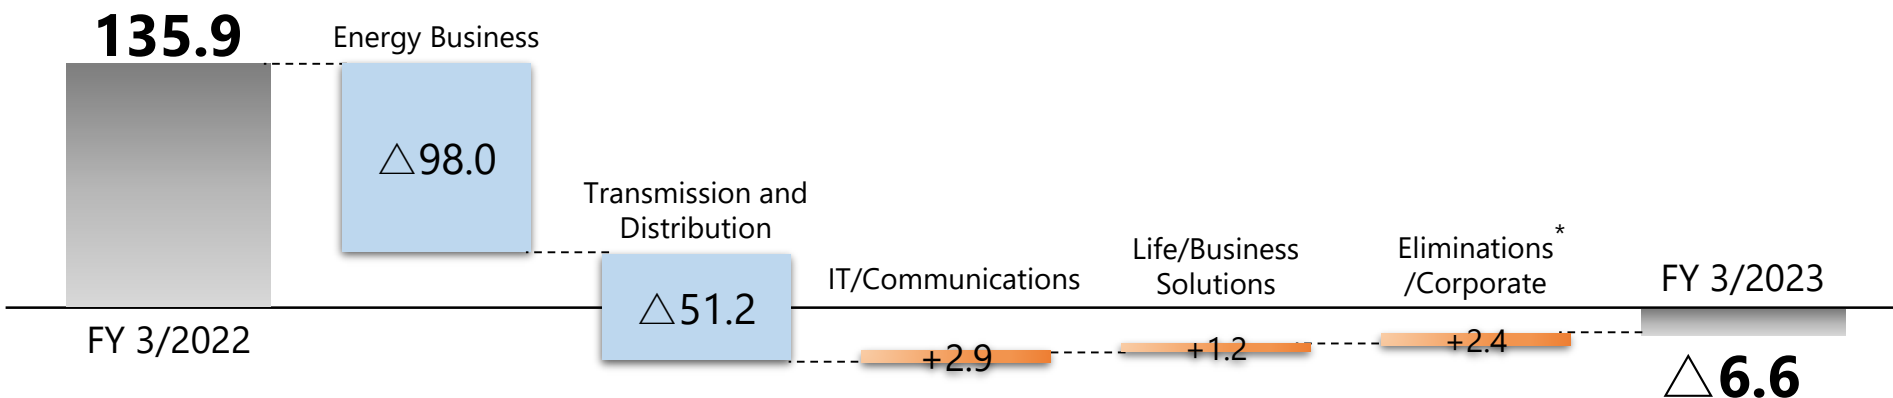 135.9
FY 3/2022
Energy Business
△98.0
Transmission and
Distribution
△51.2
IT/Communications
+2.9
Life/Business
Solutions
+1.2
Eliminations*
/Corporate
+2.4
FY 3/2023
△6.6